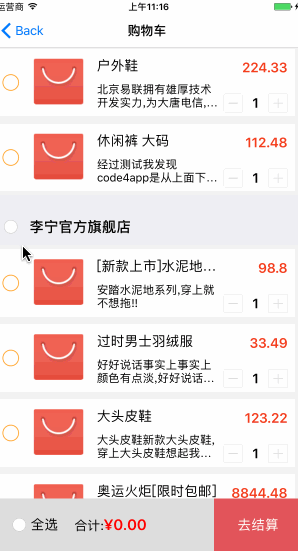 运营商 上午11:16
Back 购物车
户外鞋 224.33
北京易联拥有雄厚技术
开发实力,为大唐电信,...
1
休闲裤 大码 112.48
经过测试我发现
code4app是从上面下...
1
李宁官方旗舰店
[新款上市]水泥地... 98.8
安踏水泥地系列,穿上就
不想拖!!
1
过时男士羽绒服 33.49
好好说话事实上事实上
颜色有点淡,好好说话...
1
大头皮鞋 123.22
大头皮鞋新款大头皮鞋,
穿上大头皮鞋想起我...
1
奥运火炬[限时包邮] 8844.48
全选 合计:¥0.00 去结算